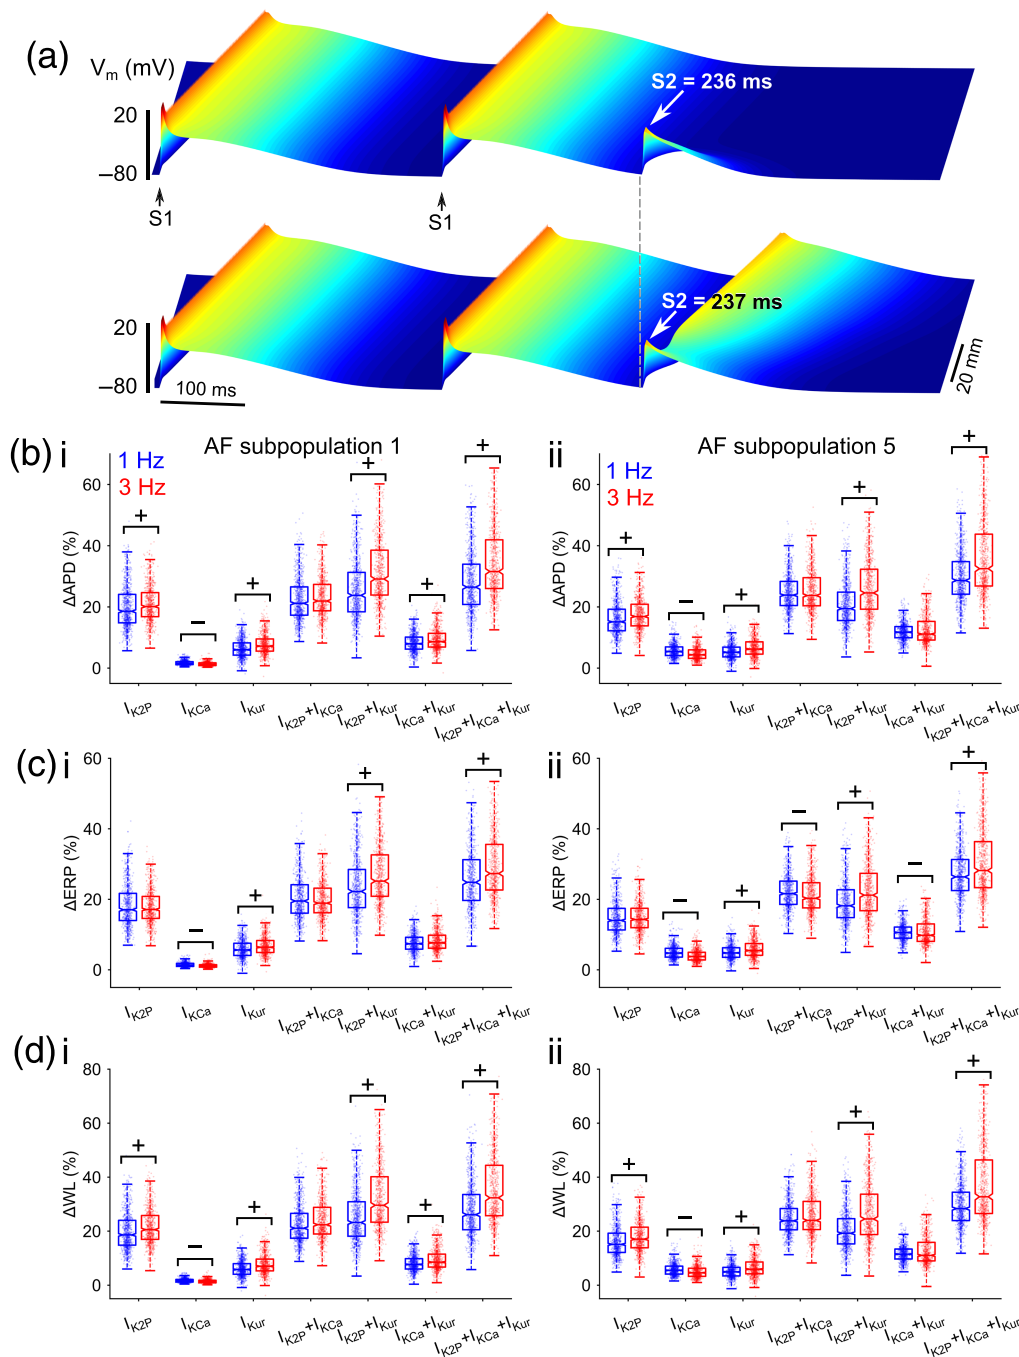 (a)
Vm (mV)
20
–80
S1
S1
S2 = 236 ms
20
–80
100 ms
S2 = 237 ms
20 mm
(b) i
AF subpopulation 1
1 Hz
3 Hz
ΔAPD (%)
60
40
20
0
+ − + + + +
IK2P
IKCa
IKur
IK2P+IKCa
IK2P+IKur
IKCa+IKur
IK2P+IKCa+IKur
ii
AF subpopulation 5
1 Hz
3 Hz
ΔAPD (%)
60
40
20
0
+ − + + +
IK2P
IKCa
IKur
IK2P+IKCa
IK2P+IKur
IKCa+IKur
IK2P+IKCa+IKur
(c) i
ΔERP (%)
60
40
20
0
− + + +
IK2P
IKCa
IKur
IK2P+IKCa
IK2P+IKur
IKCa+IKur
IK2P+IKCa+IKur
ii
ΔERP (%)
60
40
20
0
− + − + − +
IK2P
IKCa
IKur
IK2P+IKCa
IK2P+IKur
IKCa+IKur
IK2P+IKCa+IKur
(d) i
ΔWL (%)
80
60
40
20
0
+ − + + + +
IK2P
IKCa
IKur
IK2P+IKCa
IK2P+IKur
IKCa+IKur
IK2P+IKCa+IKur
ii
ΔWL (%)
80
60
40
20
0
+ − + + +
IK2P
IKCa
IKur
IK2P+IKCa
IK2P+IKur
IKCa+IKur
IK2P+IKCa+IKur